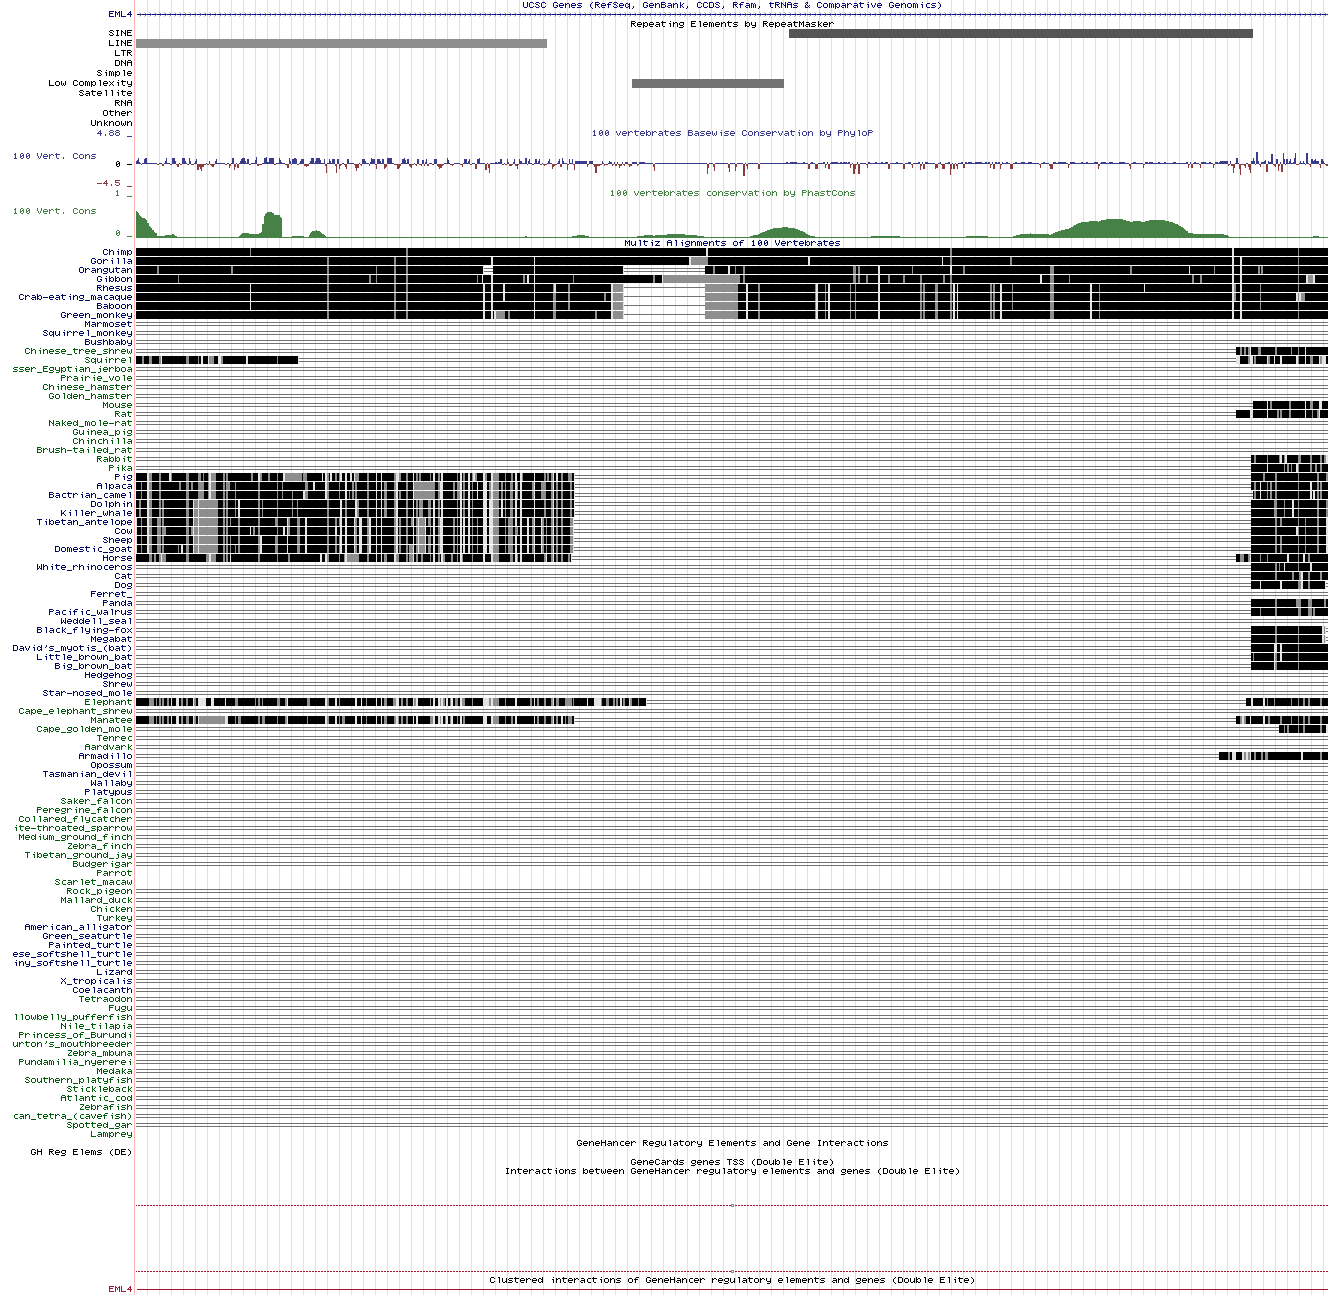 UCSC Genes (RefSeq, GenBank, CCDS, Rfam, tRNAs & Comparative Genomics)
EML4
Repeating Elements by RepeatMasker
SINE
LINE
LTR
DNA
Simple
Low Complexity
Satellite
RNA
Other
Unknown
4.88 _
100 vertebrates Basewise Conservation by PhyloP
100 Vert. Cons
0 _
-4.5 _
100 vertebrates conservation by PhastCons
1 _
100 Vert. Cons
0 _
Multiz Alignments of 100 Vertebrates
Chimp
Gorilla
Orangutan
Gibbon
Rhesus
Crab-eating_macaque
Baboon
Green_monkey
Marmoset
Squirrel_monkey
Bushbaby
Chinese_tree_shrew
Squirrel
sser_Egyptian_jerboa
Prairie_vole
Chinese_hamster
Golden_hamster
Mouse
Rat
Naked_mole-rat
Guinea_pig
Chinchilla
Brush-tailed_rat
Rabbit
Pika
Pig
Alpaca
Bactrian_camel
Dolphin
Killer_whale
Tibetan_antelope
Cow
Sheep
Domestic_goat
Horse
White_rhinoceros
Cat
Dog
Ferret_
Panda
Pacific_walrus
Weddell_seal
Black_flying-fox
Megabat
David's_myotis_(bat)
Little_brown_bat
Big_brown_bat
Hedgehog
Shrew
Star-nosed_mole
Elephant
Cape_elephant_shrew
Manatee
Cape_golden_mole
Tenrec
Aardvark
Armadillo
Opossum
Tasmanian_devil
Wallaby
Platypus
Saker_falcon
Peregrine_falcon
Collared_flycatcher
ite-throated_sparrow
Medium_ground_finch
Zebra_finch
Tibetan_ground_jay
Budgerigar
Parrot
Scarlet_macaw
Rock_pigeon
Mallard_duck
Chicken
Turkey
American_alligator
Green_seaturtle
Painted_turtle
ese_softshell_turtle
iny_softshell_turtle
Lizard
X_tropicalis
Coelacanth
Tetraodon
Fugu
llowbelly_pufferfish
Nile_tilapia
Princess_of_Burundi
urton's_mouthbreeder
Zebra_mbuna
Pundamilia_nyererei
Medaka
Southern_platyfish
Stickleback
Atlantic_cod
Zebrafish
can_tetra_(cavefish)
Spotted_gar
Lamprey
GeneHancer Regulatory Elements and Gene Interactions
GH Reg Elems (DE)
GeneCards genes TSS (Double Elite)
Interactions between GeneHancer regulatory elements and genes (Double Elite)
Clustered interactions of GeneHancer regulatory elements and genes (Double Elite)
EML4